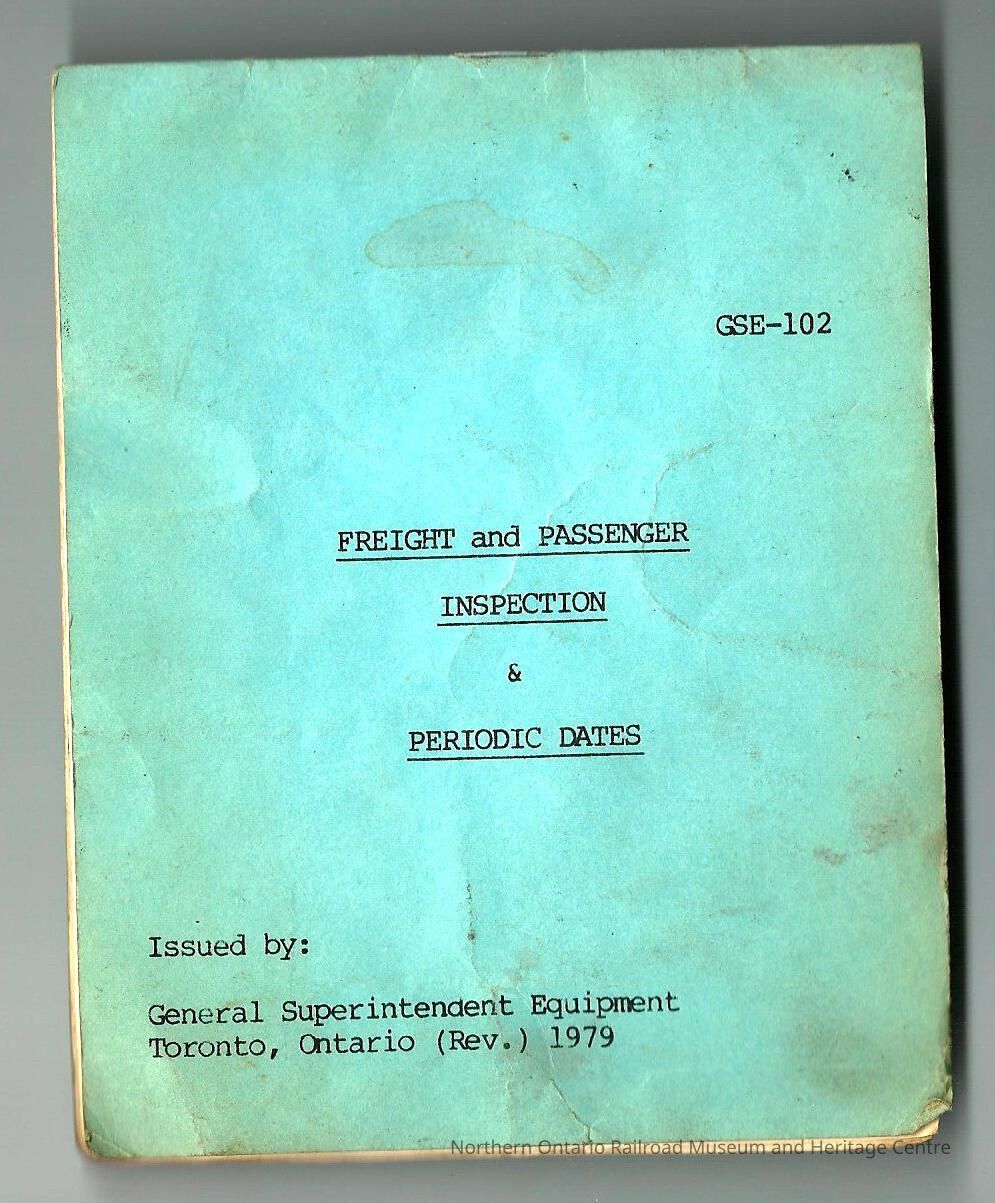 GSE-102
FREIGHT and PASSENGER
INSPECTION
&
PERIODIC DATES
Issued by:
General Superintendent Equipment
Toronto, Ontario (Rev.) 1979
Northern Ontario Railroad Museum and Heritage Centre